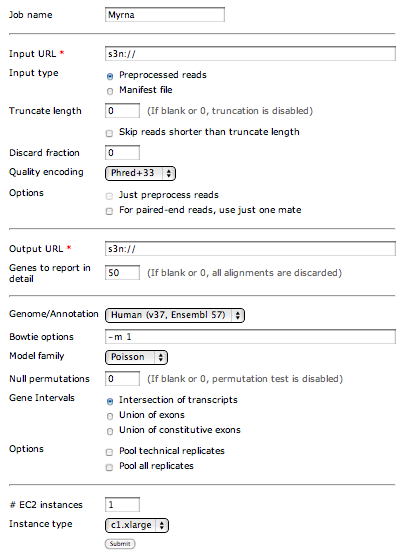 Job name Myrna
Input URL * s3n://
Input type Preprocessed reads
Manifest file
Truncate length 0 (If blank or 0, truncation is disabled)
Skip reads shorter than truncate length
Discard fraction 0
Quality encoding Phred+33
Options Just preprocess reads
For paired-end reads, use just one mate
Output URL * s3n://
Genes to report in
detail 50 (If blank or 0, all alignments are discarded)
Genome/Annotation Human (v37, Ensembl 57)
Bowtie options -m 1
Model family Poisson
Null permutations 0 (If blank or 0, permutation test is disabled)
Gene Intervals Intersection of transcripts
Union of exons
Union of constitutive exons
Options Pool technical replicates
Pool all replicates
# EC2 instances 1
Instance type c1.xlarge
Submit